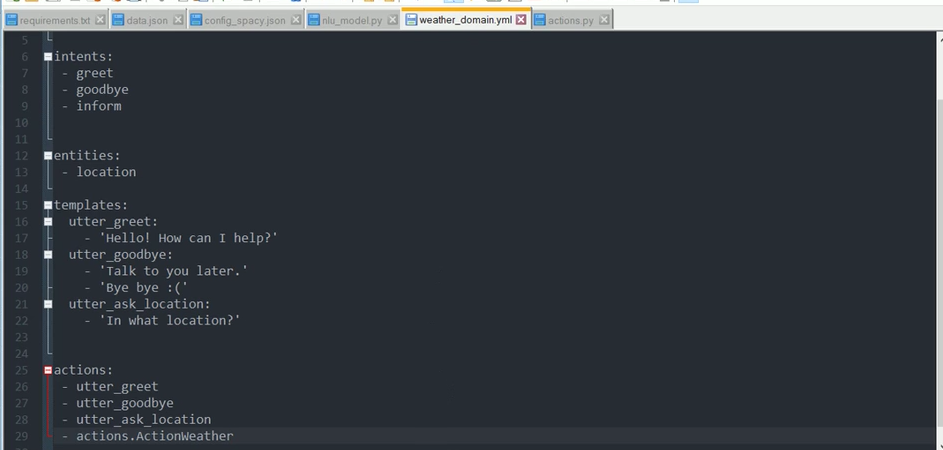 requirements.txt data.json config_spacy.json nlu_model.py weather_domain.yml actions.py
5
6 intents:
7 - greet
8 - goodbye
9 - inform
10
11
12 entities:
13 - location
14
15 templates:
16 utter_greet:
17 - 'Hello! How can I help?'
18 utter_goodbye:
19 - 'Talk to you later.'
20 - 'Bye bye :('
21 utter_ask_location:
22 - 'In what location?'
23
24
25 actions:
26 - utter_greet
27 - utter_goodbye
28 - utter_ask_location
29 - actions.ActionWeather